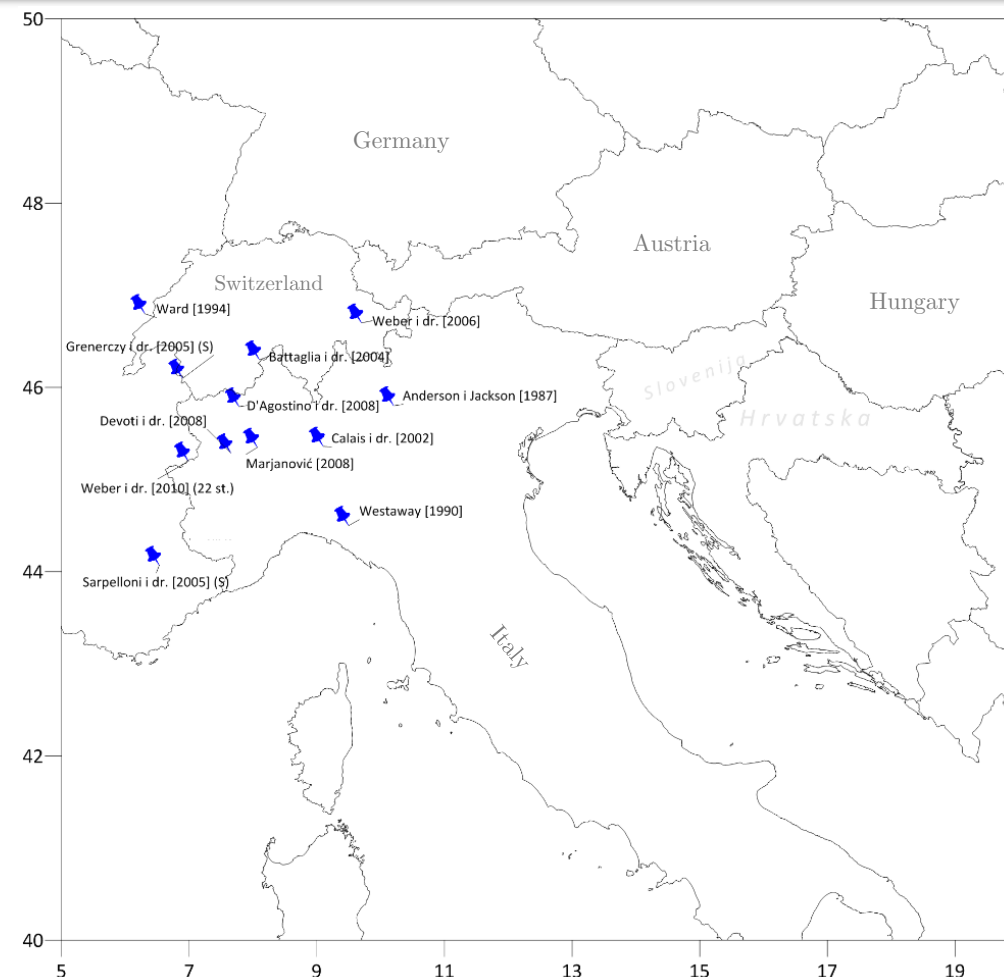 50
Germany
48
Austria
Switzerland
Hungary
Ward [1994]
Weber i dr. [2006]
Grenerczy i dr. [2005] (S)
Battaglia i dr. [2004]
Slovenija
46
Anderson i Jackson [1987]
D'Agostino i dr. [2008]
Hrvatska
Devoti i dr. [2008]
Calais i dr. [2002]
Marjanović [2008]
Weber i dr. [2010] (22 st.)
Westaway [1990]
44
Sarpelloni i dr. [2005] (S)
Italy
42
40
5 7 9 11 13 15 17 19